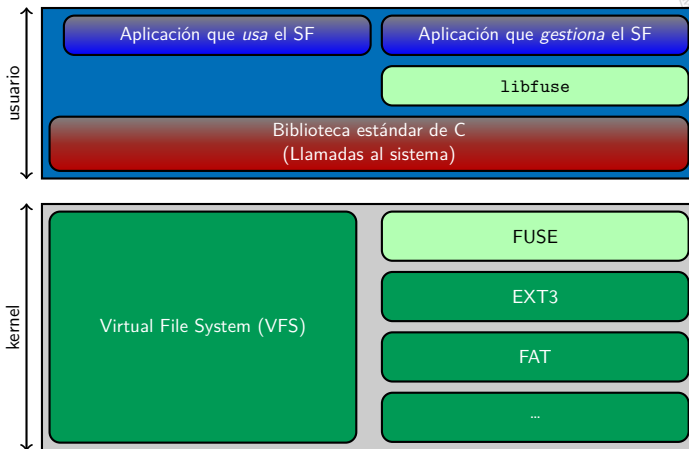 Aplicación que usa el SF
Aplicación que gestiona el SF
libfuse
Biblioteca estándar de C
(Llamadas al sistema)
usuario
Virtual File System (VFS)
FUSE
EXT3
FAT
...
kernel